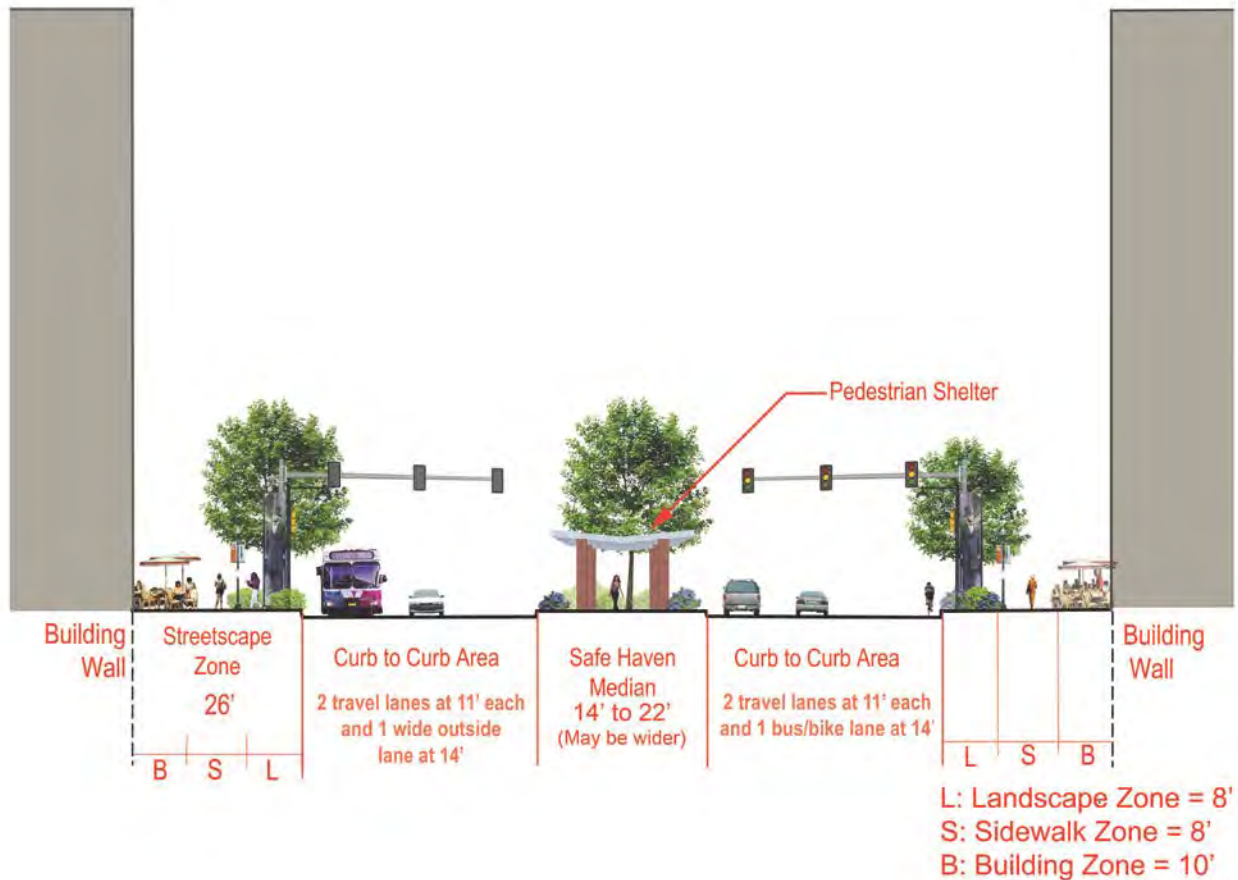 Pedestrian Shelter
Building
Wall
Streetscape
Zone
26'
B S L
Curb to Curb Area
2 travel lanes at 11' each
and 1 wide outside
lane at 14'
Safe Haven
Median
14' to 22'
(May be wider)
Curb to Curb Area
2 travel lanes at 11' each
and 1 bus/bike lane at 14'
L S B
Building
Wall
L: Landscape Zone = 8'
S: Sidewalk Zone = 8'
B: Building Zone = 10'